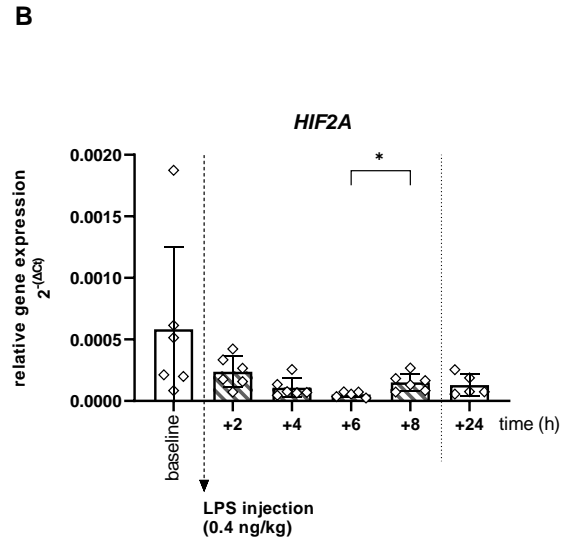 B
HIF2A
*
relative gene expression
2-(ΔCt)
0.0020
0.0015
0.0010
0.0005
0.0000
baseline
+2
+4
+6
+8
+24
time (h)
LPS injection
(0.4 ng/kg)